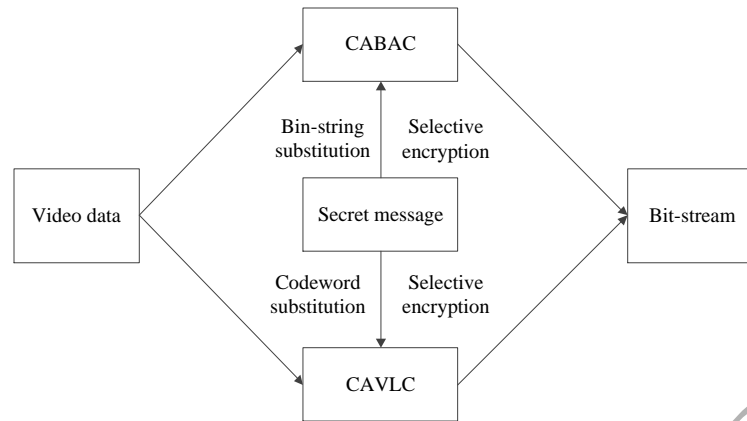 CABAC
Bin-string substitution
Selective encryption
Video data
Secret message
Bit-stream
Codeword substitution
Selective encryption
CAVLC